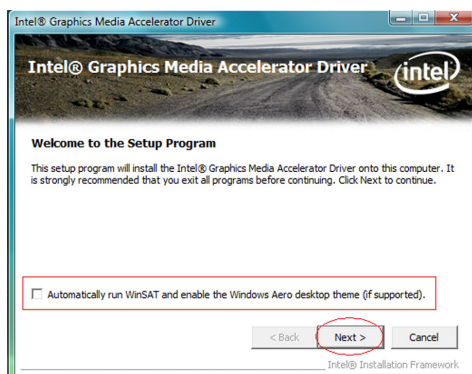 Intel® Graphics Media Accelerator Driver
Intel® Graphics Media Accelerator Driver
intel
Welcome to the Setup Program
This setup program will install the Intel® Graphics Media Accelerator Driver onto this computer. It
is strongly recommended that you exit all programs before continuing. Click Next to continue.
Automatically run WinSAT and enable the Windows Aero desktop theme (if supported).
< Back Next > Cancel
Intel® Installation Framework